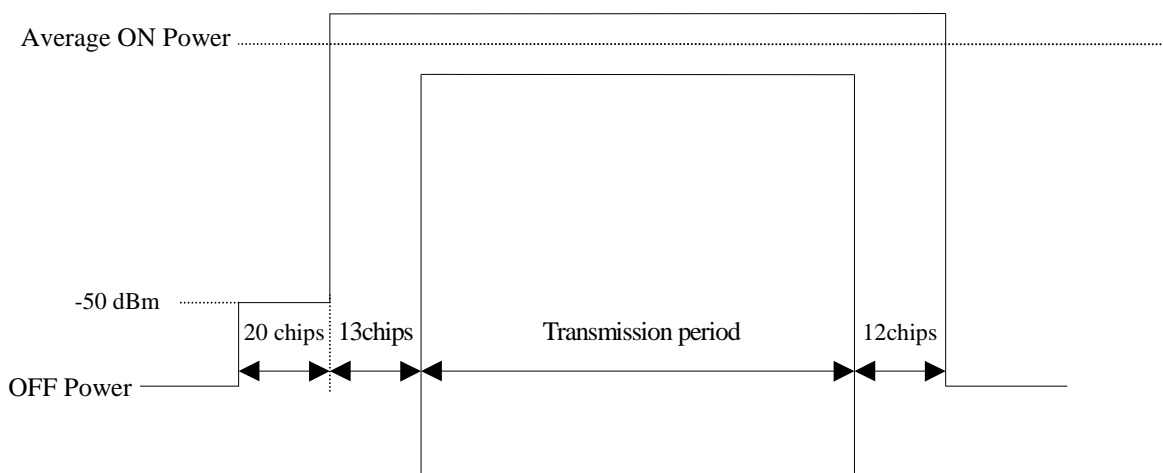 Average ON Power
-50 dBm
20 chips
13chips
Transmission period
12chips
OFF Power